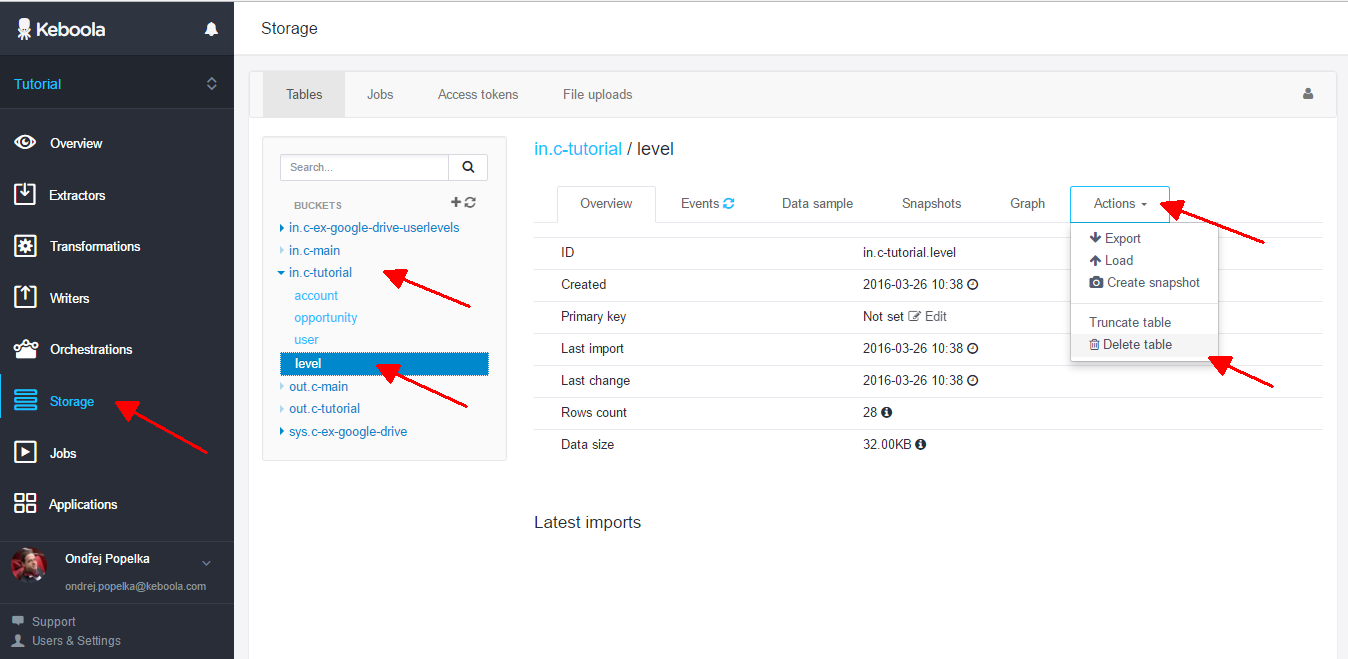 Keboola
Storage
Tutorial
Overview
Extractors
Transformations
Writers
Orchestrations
Storage
Jobs
Applications
Ondřej Popelka
ondrej.popelka@keboola.com
Support
Users & Settings
Tables Jobs Access tokens File uploads
Search...
BUCKETS
in.c-ex-google-drive-userlevels
in.c-main
in.c-tutorial
account
opportunity
user
level
out.c-main
out.c-tutorial
sys.c-ex-google-drive
in.c-tutorial / level
Overview Events Data sample Snapshots Graph Actions
Export
Load
Create snapshot
Truncate table
Delete table
ID in.c-tutorial.level
Created 2016-03-26 10:38
Primary key Not set Edit
Last import 2016-03-26 10:38
Last change 2016-03-26 10:38
Rows count 28
Data size 32.00KB
Latest imports